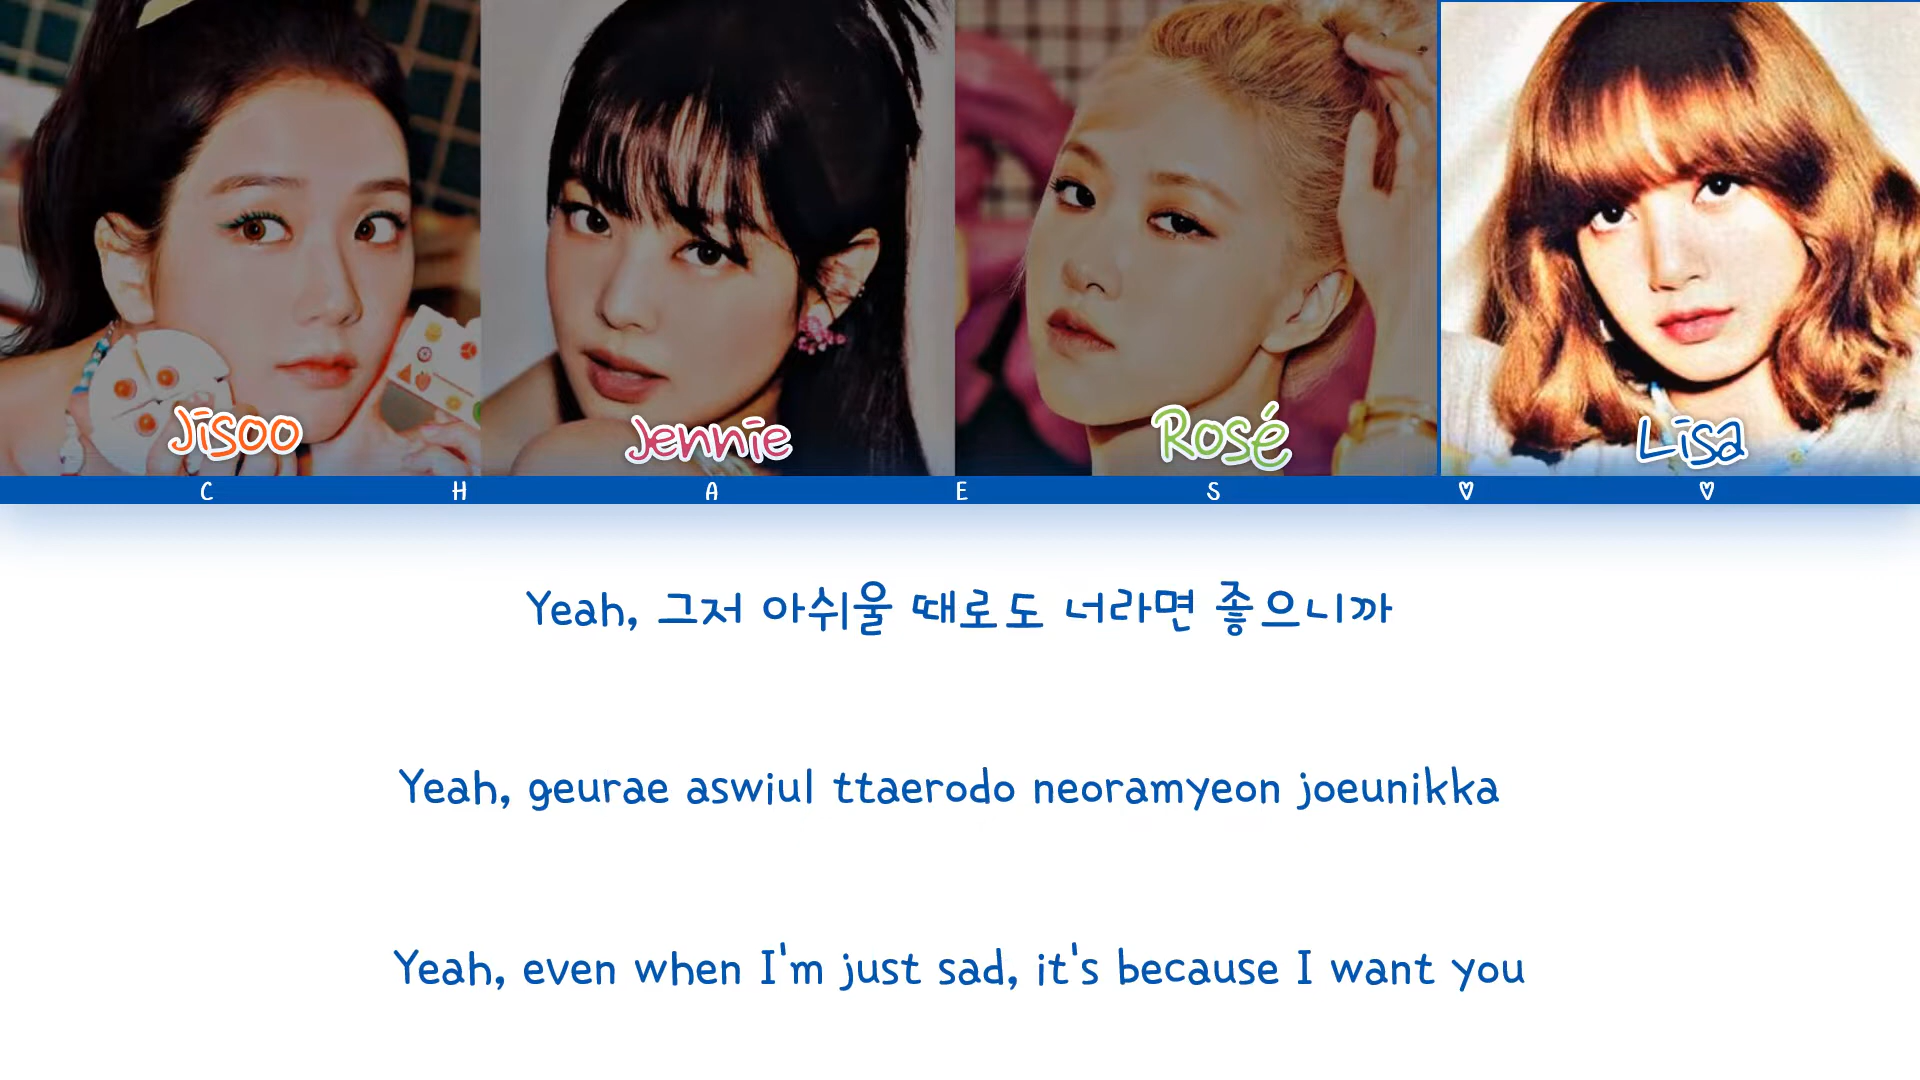 Jisoo
Jennie
Rosé
Lisa
C H A E S ♡ ♡
Yeah, 그저 아쉬울 때로도 너라면 좋으니까
Yeah, geurae aswiul ttaerodo neoramyeon joeunikka
Yeah, even when I'm just sad, it's because I want you